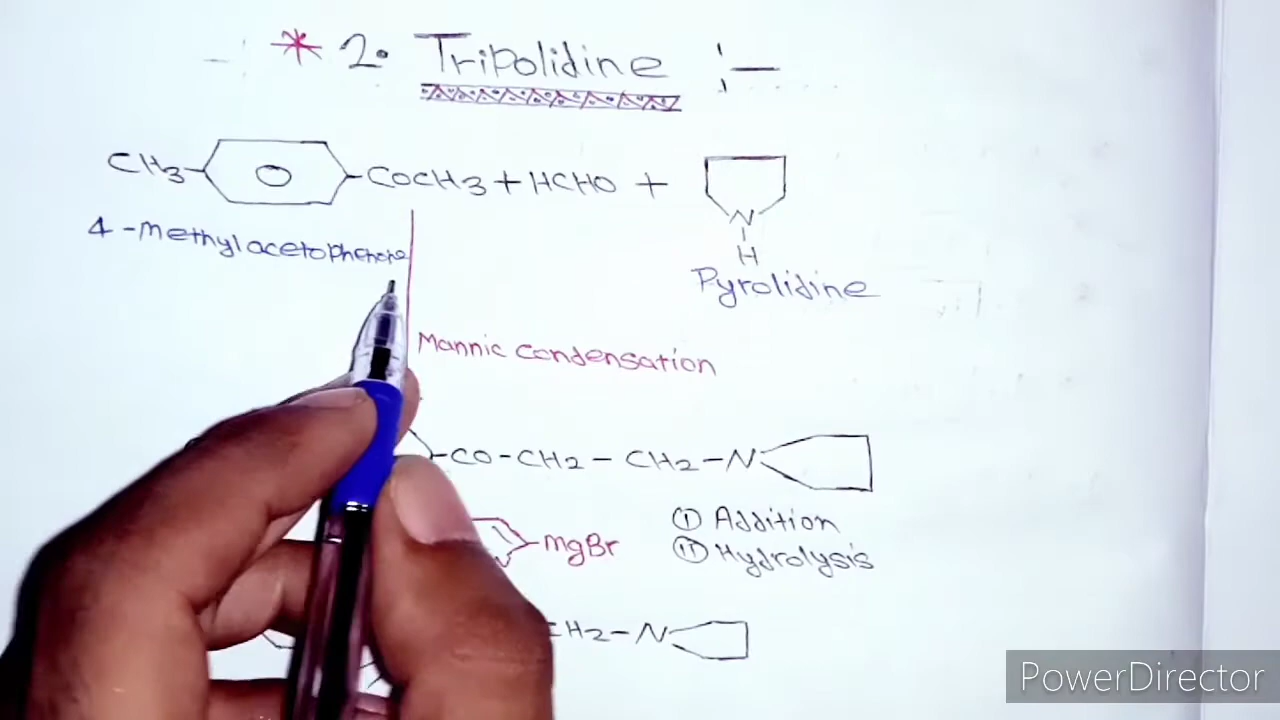 * 2. Tripolidine :-
CH3- -COCH3 + HCHO + N
H
4-methylacetophenone
Pyrolidine
Mannic condensation
-CO-CH2-CH2-N
① Addition
-mgBr
⑪ Hydrolysis
CH2-N
PowerDirector